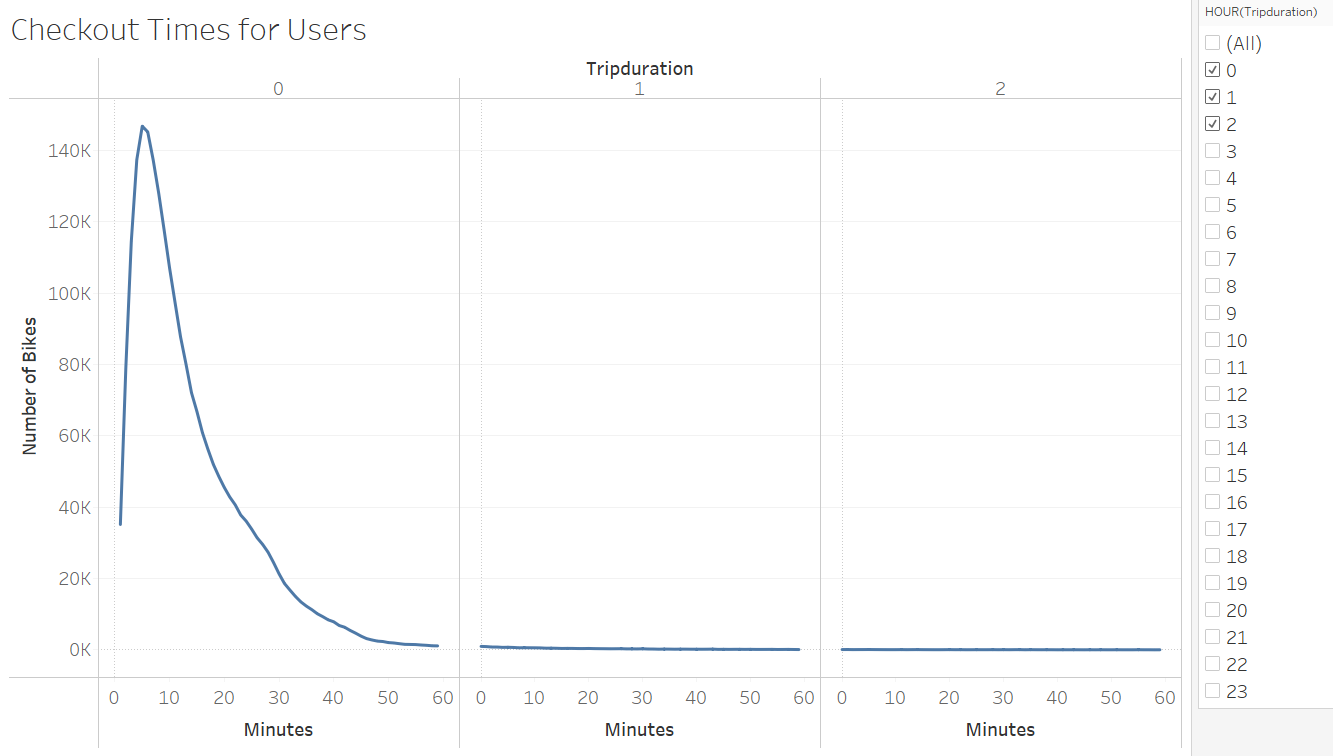 Checkout Times for Users
Tripduration
0 1 2
140K
120K
100K
80K
60K
40K
20K
0K
Number of Bikes
0 10 20 30 40 50 60 0 10 20 30 40 50 60 0 10 20 30 40 50 60
Minutes Minutes Minutes
HOUR(Tripduration)
(All)
0
1
2
3
4
5
6
7
8
9
10
11
12
13
14
15
16
17
18
19
20
21
22
23